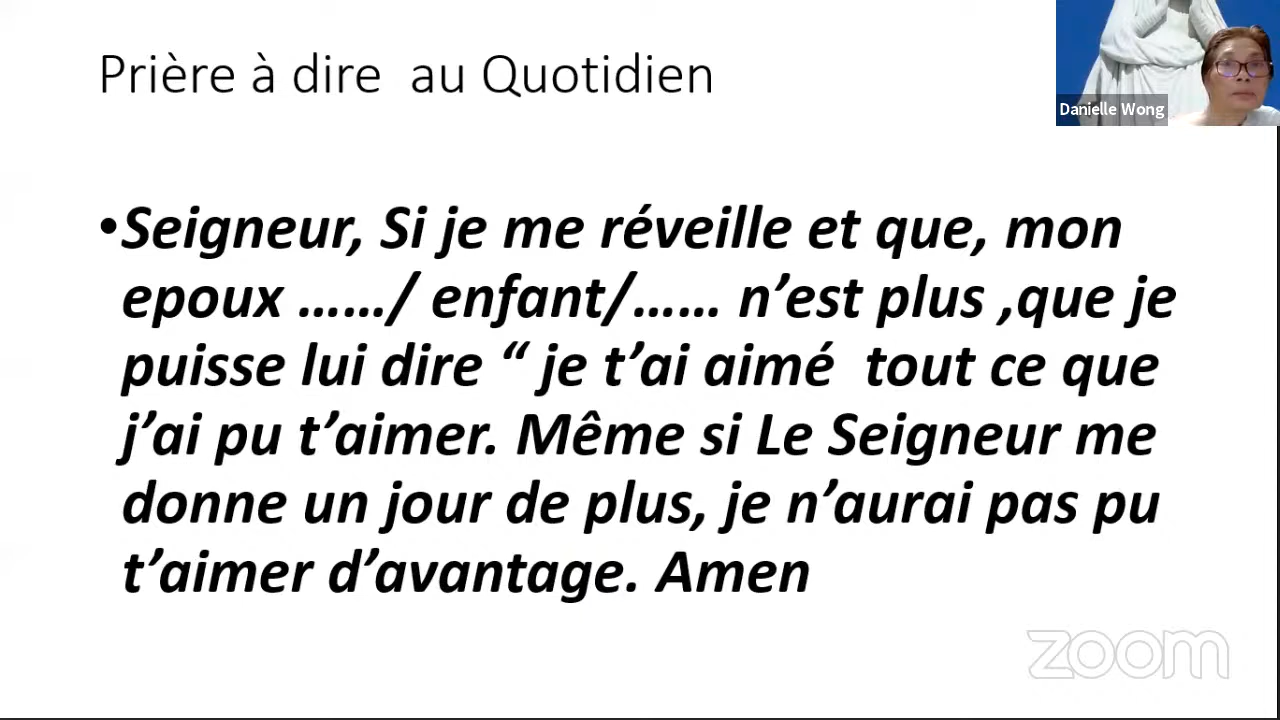 Prière à dire  au Quotidien
Danielle Wong
•Seigneur, Si je me réveille et que, mon
epoux ……/ enfant/…… n’est plus ,que je
puisse lui dire “ je t’ai aimé  tout ce que
j’ai pu t’aimer. Même si Le Seigneur me
donne un jour de plus, je n’aurai pas pu
t’aimer d’avantage. Amen
zoom